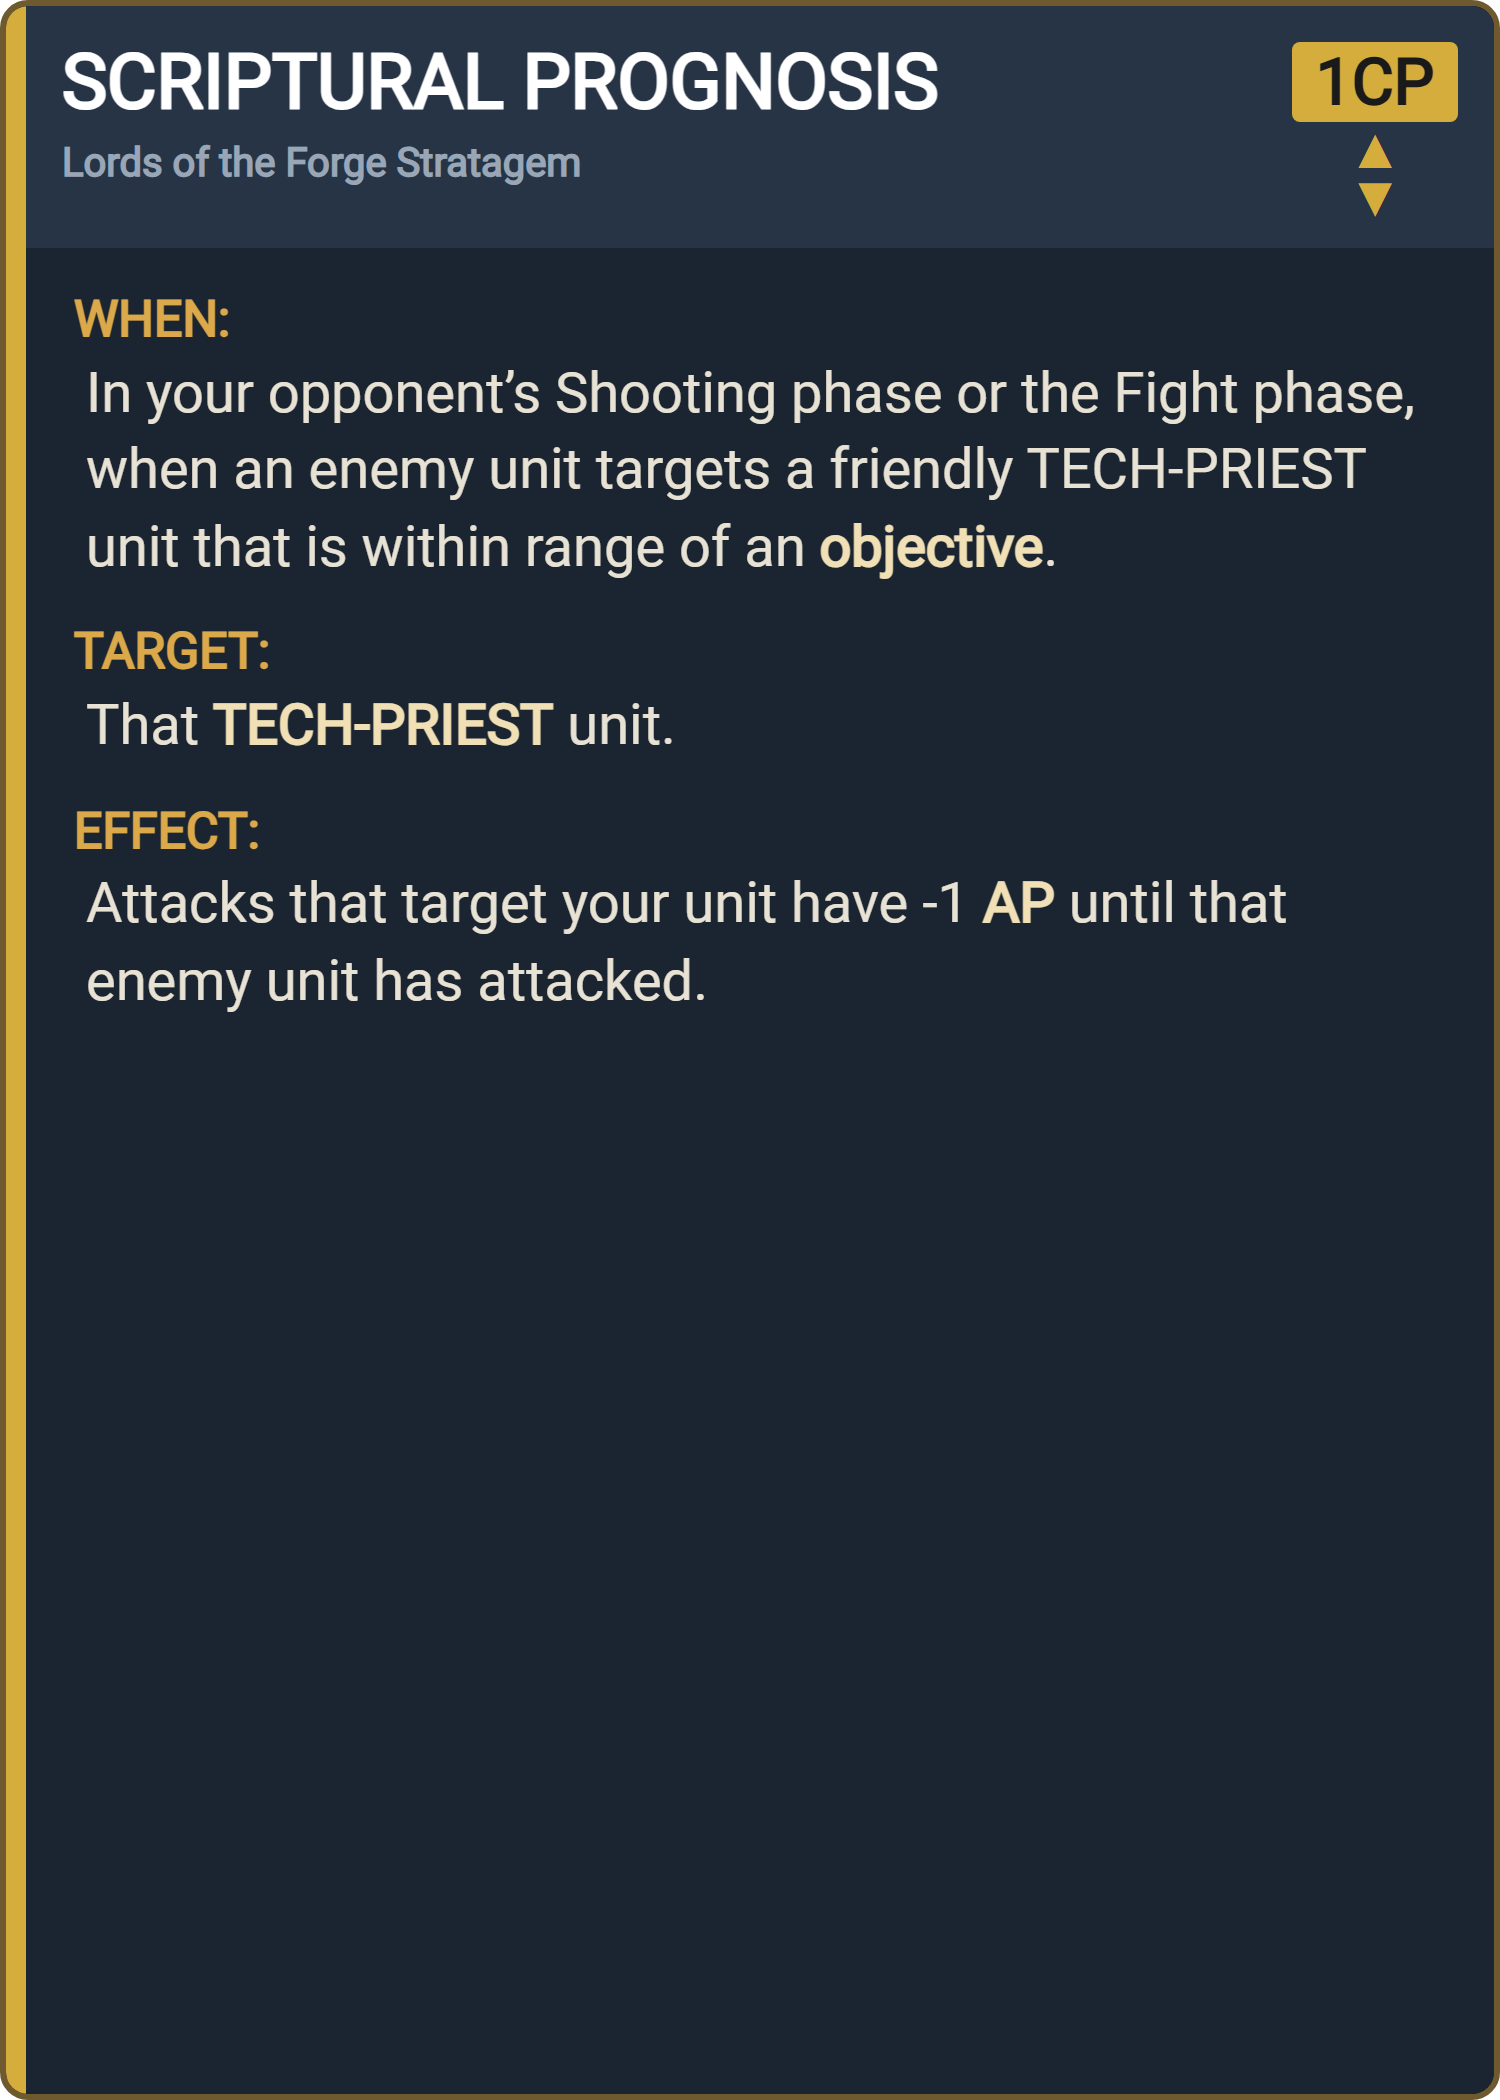 SCRIPTURAL PROGNOSIS
1CP
Lords of the Forge Stratagem
WHEN:
In your opponent’s Shooting phase or the Fight phase,
when an enemy unit targets a friendly TECH-PRIEST
unit that is within range of an objective.
TARGET:
That TECH-PRIEST unit.
EFFECT:
Attacks that target your unit have -1 AP until that
enemy unit has attacked.